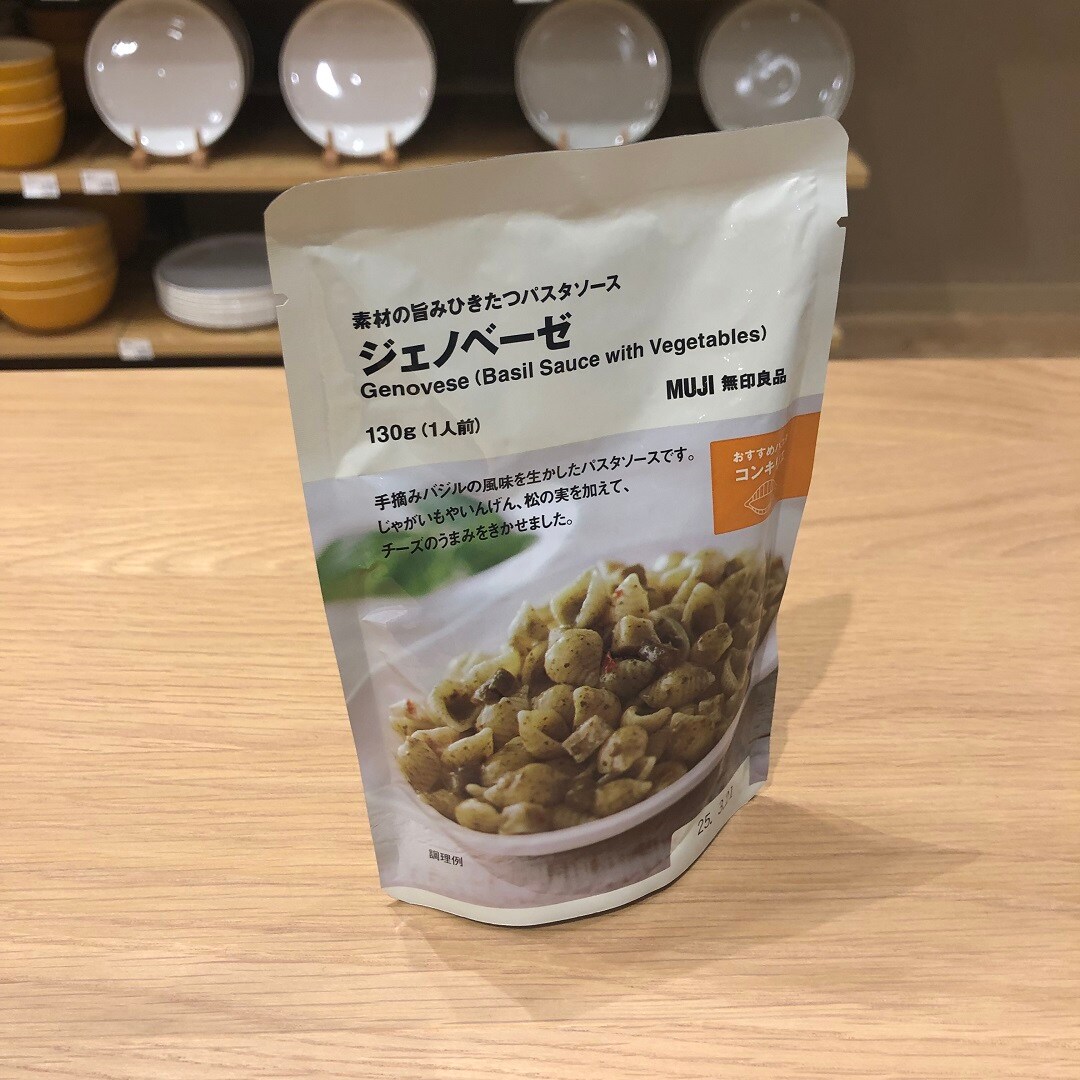 素材の旨みひきたつパスタソース
ジェノベーゼ
Genovese (Basil Sauce with Vegetables)
MUJI 無印良品
130g (1人前)
おすすめパ
コンキ
手摘みバジルの風味を生かしたパスタソースです。
じゃがいもやいんげん、松の実を加えて、
チーズのうまみをきかせました。
調理例
25.